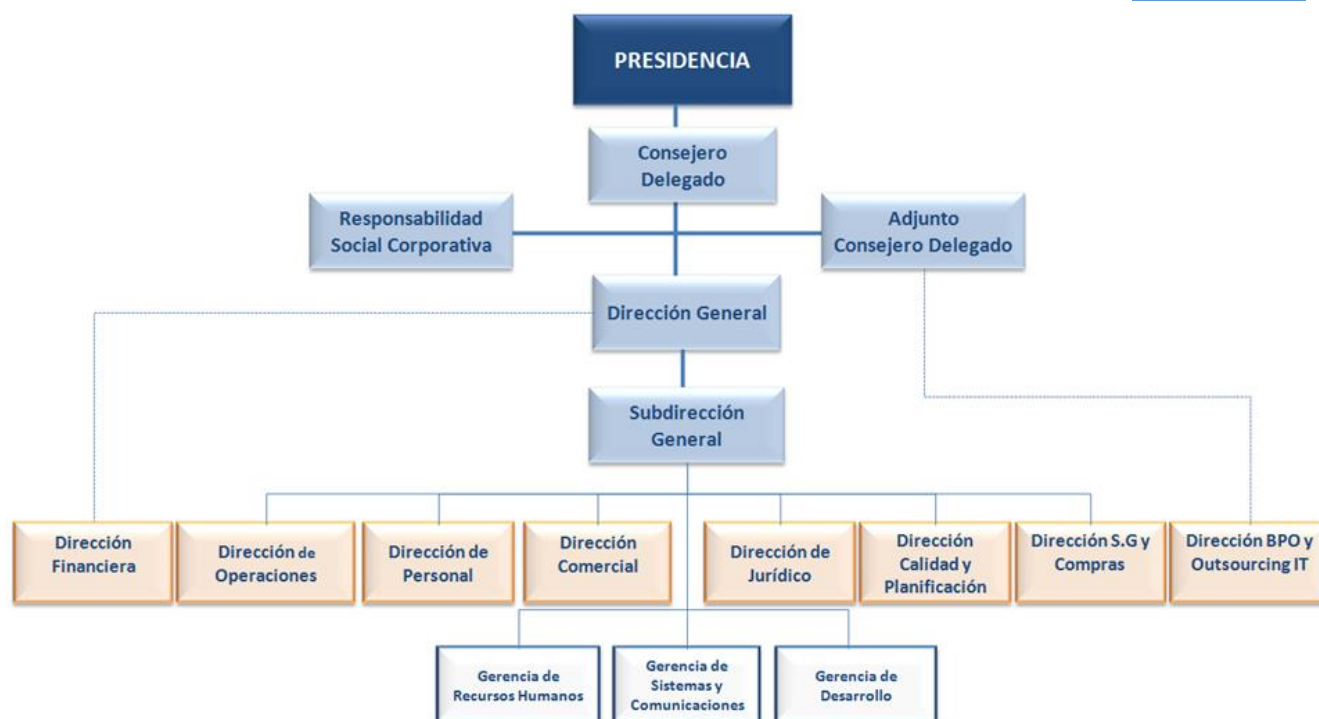 PRESIDENCIA
Consejero
Delegado
Responsabilidad
Social Corporativa
Adjunto
Consejero Delegado
Dirección General
Subdirección
General
Dirección
Financiera
Dirección de
Operaciones
Dirección de
Personal
Dirección
Comercial
Dirección de
Jurídico
Dirección
Calidad y
Planificación
Dirección S.G y
Compras
Dirección BPO y
Outsourcing IT
Gerencia de
Recursos Humanos
Gerencia de
Sistemas y
Comunicaciones
Gerencia de
Desarrollo